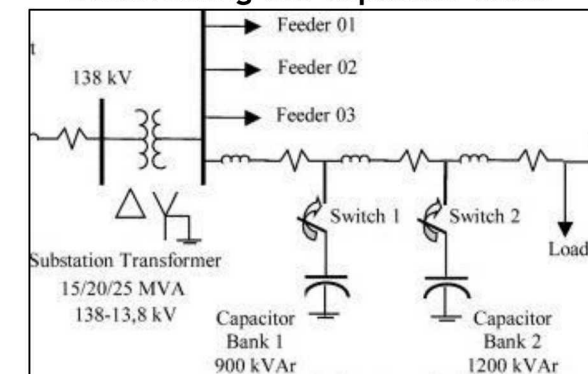 Feeder 01
Feeder 02
Feeder 03
t
138 kV
Switch 1
Switch 2
Load
Substation Transformer
15/20/25 MVA
138-13,8 kV
Capacitor
Bank 1
900 kVAr
Capacitor
Bank 2
1200 kVAr